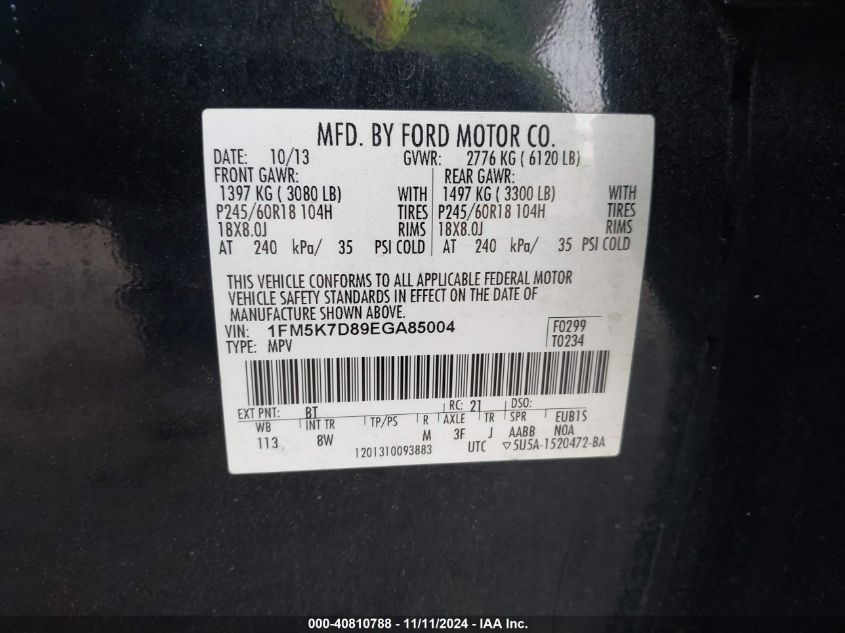 MFD. BY FORD MOTOR CO.
DATE: 10/13 GVWR: 2776 KG ( 6120 LB)
FRONT GAWR: REAR GAWR:
1397 KG ( 3080 LB) WITH 1497 KG ( 3300 LB) WITH
P245/60R18 104H TIRES P245/60R18 104H TIRES
18X8.0J RIMS 18X8.0J RIMS
AT 240 kPa/ 35 PSI COLD AT 240 kPa/ 35 PSI COLD
THIS VEHICLE CONFORMS TO ALL APPLICABLE FEDERAL MOTOR
VEHICLE SAFETY STANDARDS IN EFFECT ON THE DATE OF
MANUFACTURE SHOWN ABOVE.
VIN: 1FM5K7D89EGA85004 F0299
TYPE: MPV T0234
EXT PNT: BT RC: 21 DSO:
WB INT TR TP/PS R AXLE TR SPR EUB1S
113 8W M 3F J AABB N0A
1201310093883 UTC ▽5U5A-1520472-BA
000-40810788 - 11/11/2024 - IAA Inc.